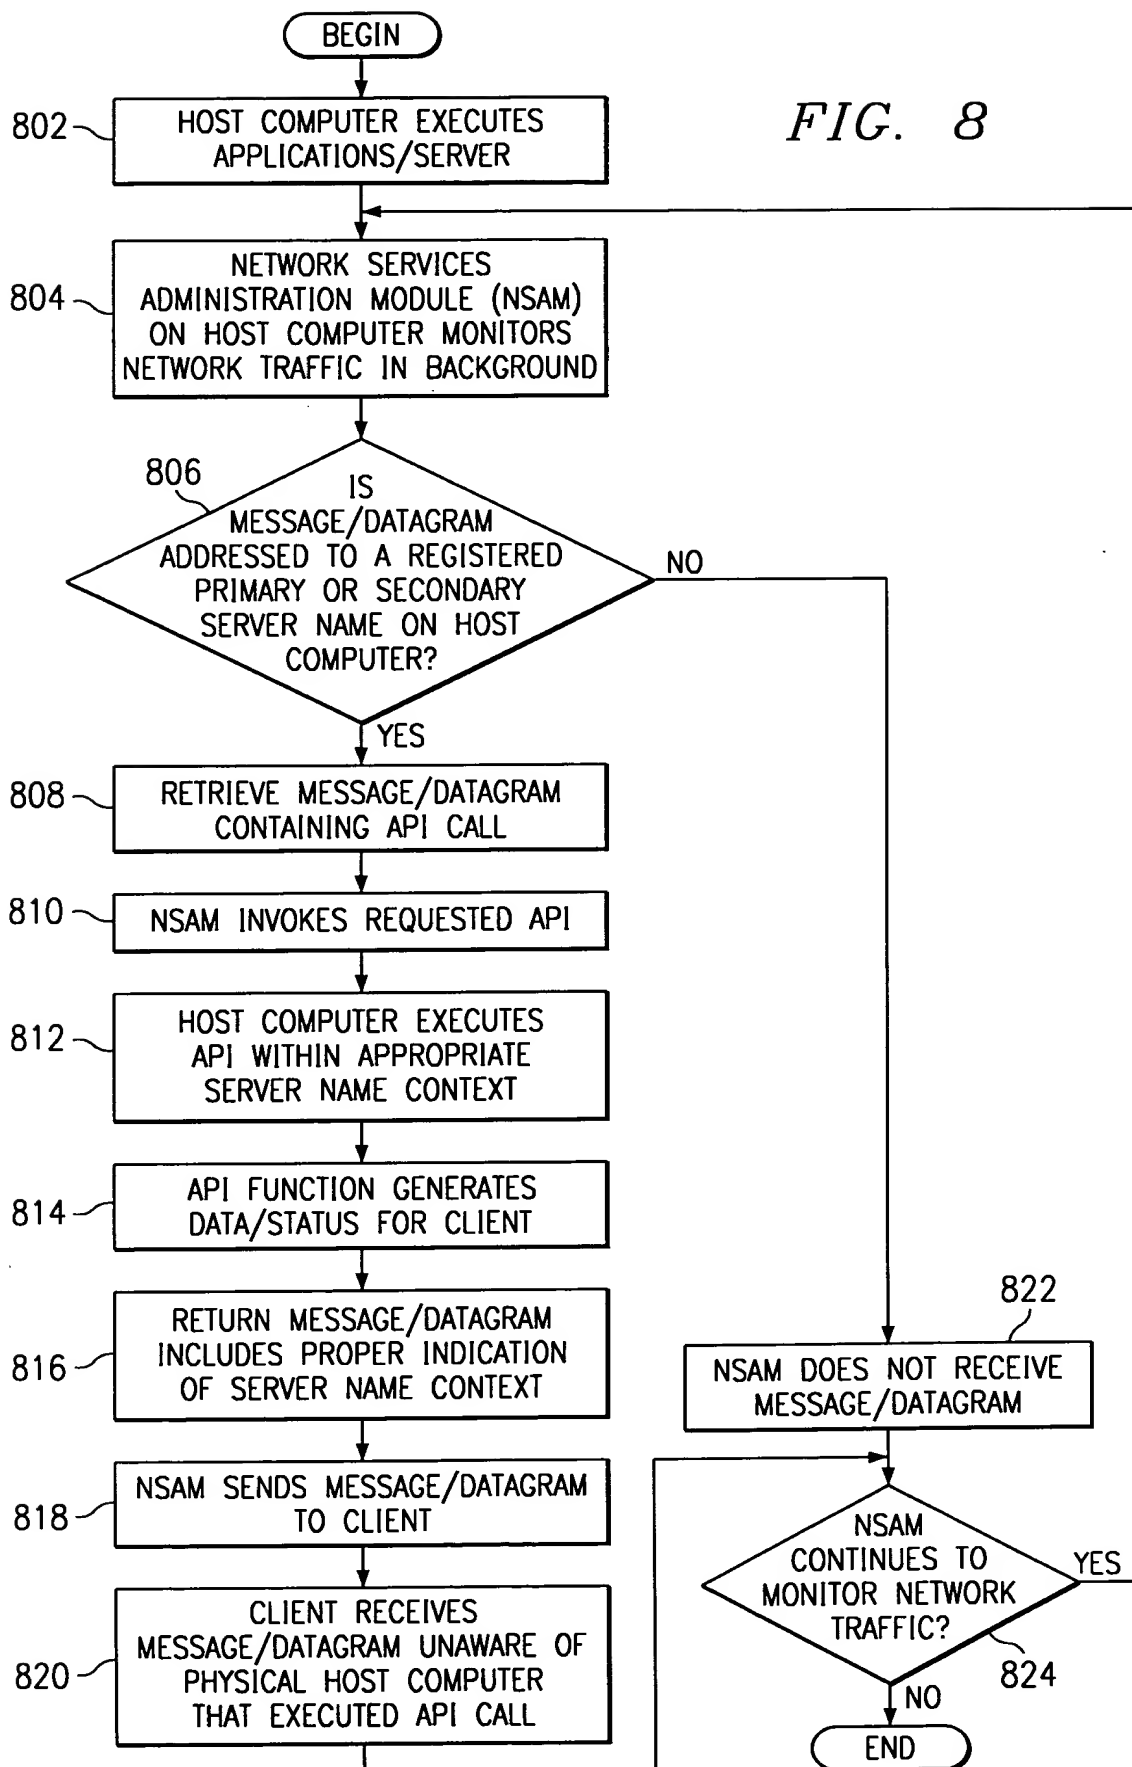 BEGIN
FIG. 8
802
HOST COMPUTER EXECUTES
APPLICATIONS/SERVER
804
NETWORK SERVICES
ADMINISTRATION MODULE (NSAM)
ON HOST COMPUTER MONITORS
NETWORK TRAFFIC IN BACKGROUND
806
IS
MESSAGE/DATAGRAM
ADDRESSED TO A REGISTERED
PRIMARY OR SECONDARY
SERVER NAME ON HOST
COMPUTER?
NO
YES
808
RETRIEVE MESSAGE/DATAGRAM
CONTAINING API CALL
810
NSAM INVOKES REQUESTED API
812
HOST COMPUTER EXECUTES
API WITHIN APPROPRIATE
SERVER NAME CONTEXT
814
API FUNCTION GENERATES
DATA/STATUS FOR CLIENT
816
RETURN MESSAGE/DATAGRAM
INCLUDES PROPER INDICATION
OF SERVER NAME CONTEXT
818
NSAM SENDS MESSAGE/DATAGRAM
TO CLIENT
820
CLIENT RECEIVES
MESSAGE/DATAGRAM UNAWARE OF
PHYSICAL HOST COMPUTER
THAT EXECUTED API CALL
822
NSAM DOES NOT RECEIVE
MESSAGE/DATAGRAM
NSAM
CONTINUES TO
MONITOR NETWORK
TRAFFIC?
YES
824
NO
END